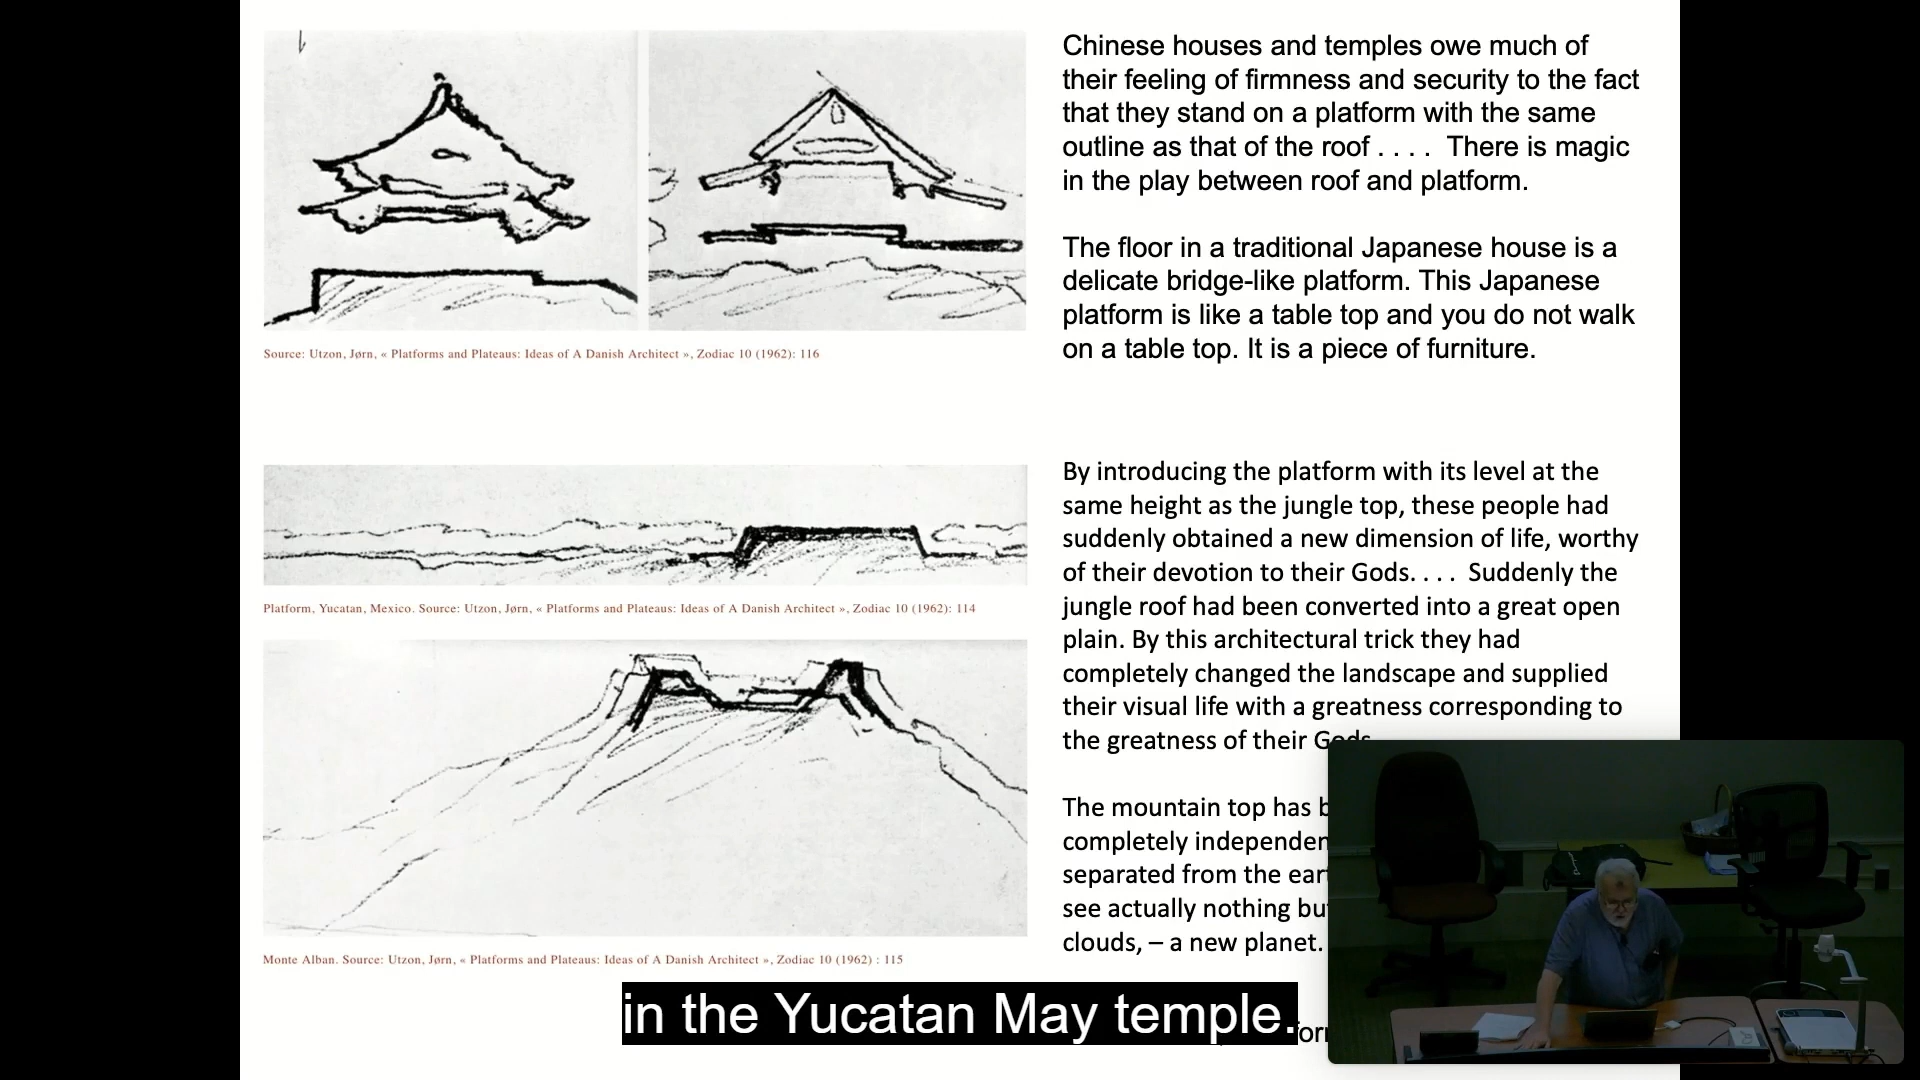 Chinese houses and temples owe much of
their feeling of firmness and security to the fact
that they stand on a platform with the same
outline as that of the roof . . . .  There is magic
in the play between roof and platform.
The floor in a traditional Japanese house is a
delicate bridge-like platform. This Japanese
platform is like a table top and you do not walk
on a table top. It is a piece of furniture.
Source: Utzon, Jørn, « Platforms and Plateaus: Ideas of A Danish Architect », Zodiac 10 (1962): 116
By introducing the platform with its level at the
same height as the jungle top, these people had
suddenly obtained a new dimension of life, worthy
of their devotion to their Gods. . . .  Suddenly the
jungle roof had been converted into a great open
plain. By this architectural trick they had
completely changed the landscape and supplied
their visual life with a greatness corresponding to
the greatness of their Gods
Platform, Yucatan, Mexico. Source: Utzon, Jørn, « Platforms and Plateaus: Ideas of A Danish Architect », Zodiac 10 (1962): 114
The mountain top has
completely
separated from the
see actually nothing
clouds, – a new planet.
Monte Alban. Source: Utzon, Jørn, « Platforms and Plateaus: Ideas of A Danish Architect », Zodiac 10 (1962) : 115
in the Yucatan May temple.